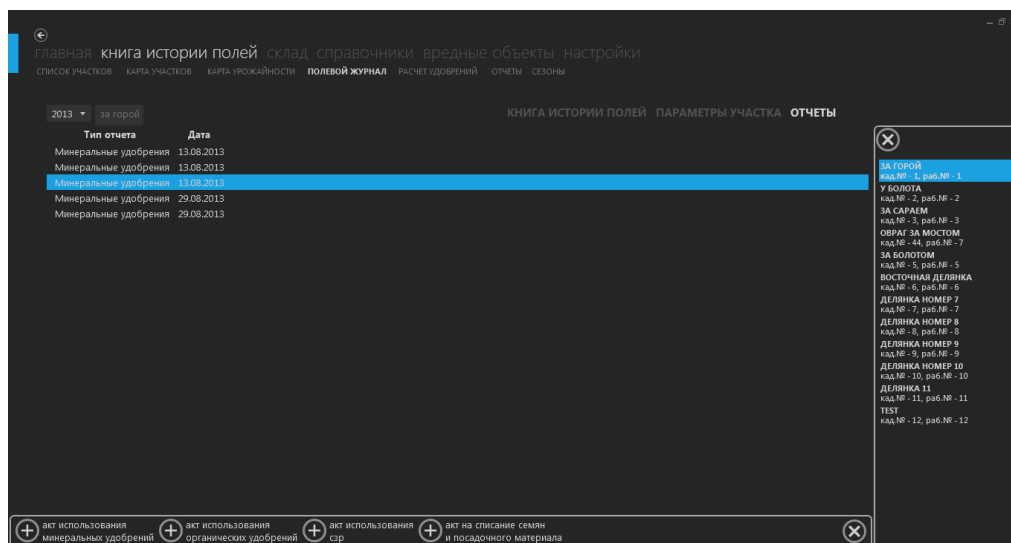 главная книга истории полей склад справочники вредные объекты настройки
СПИСОК УЧАСТКОВ КАРТА УЧАСТКОВ КАРТА УРОЖАЙНОСТИ ПОЛЕВОЙ ЖУРНАЛ РАСЧЕТ УДОБРЕНИЙ ОТЧЕТЫ СЕЗОНЫ
2013 за горой
КНИГА ИСТОРИИ ПОЛЕЙ ПАРАМЕТРЫ УЧАСТКА ОТЧЕТЫ
Тип отчета Дата
Минеральные удобрения 13.08.2013
Минеральные удобрения 13.08.2013
Минеральные удобрения 13.08.2013
Минеральные удобрения 29.08.2013
Минеральные удобрения 29.08.2013
ЗА ГОРОЙ
кад.№ - 1, раб.№ - 1
У БОЛОТА
кад.№ - 2, раб.№ - 2
ЗА САРАЕМ
кад.№ - 3, раб.№ - 3
ОВРАГ ЗА МОСТОМ
кад.№ - 44, раб.№ - 7
ЗА БОЛОТОМ
кад.№ - 5, раб.№ - 5
ВОСТОЧНАЯ ДЕЛЯНКА
кад.№ - 6, раб.№ - 6
ДЕЛЯНКА НОМЕР 7
кад.№ - 7, раб.№ - 7
ДЕЛЯНКА НОМЕР 8
кад.№ - 8, раб.№ - 8
ДЕЛЯНКА НОМЕР 9
кад.№ - 9, раб.№ - 9
ДЕЛЯНКА НОМЕР 10
кад.№ - 10, раб.№ - 10
ДЕЛЯНКА 11
кад.№ - 11, раб.№ - 11
TEST
кад.№ - 12, раб.№ - 12
акт использования
минеральных удобрений
акт использования
органических удобрений
акт использования
сзр
акт на списание семян
и посадочного материала